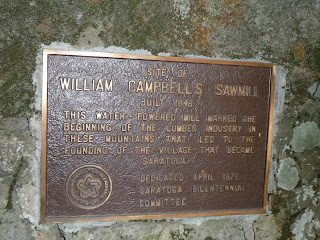 SITE OF
WILLIAM CAMPBELL'S SAWMILL
BUILT 1848
THIS WATER-POWERED MILL MARKED THE
BEGINNING OF THE LUMBER INDUSTRY IN
THESE MOUNTAINS THAT LED TO THE
FOUNDING OF THE VILLAGE THAT BECAME
SARATOGA
DEDICATED APRIL 1976
SARATOGA BICENTENNIAL
COMMITTEE